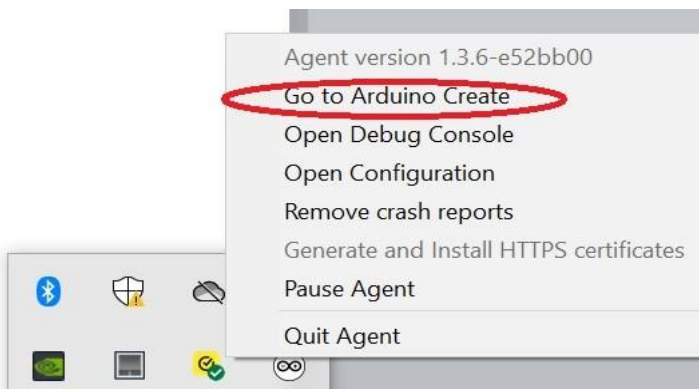 Agent version 1.3.6-e52bb00
Go to Arduino Create
Open Debug Console
Open Configuration
Remove crash reports
Generate and Install HTTPS certificates
Pause Agent
Quit Agent